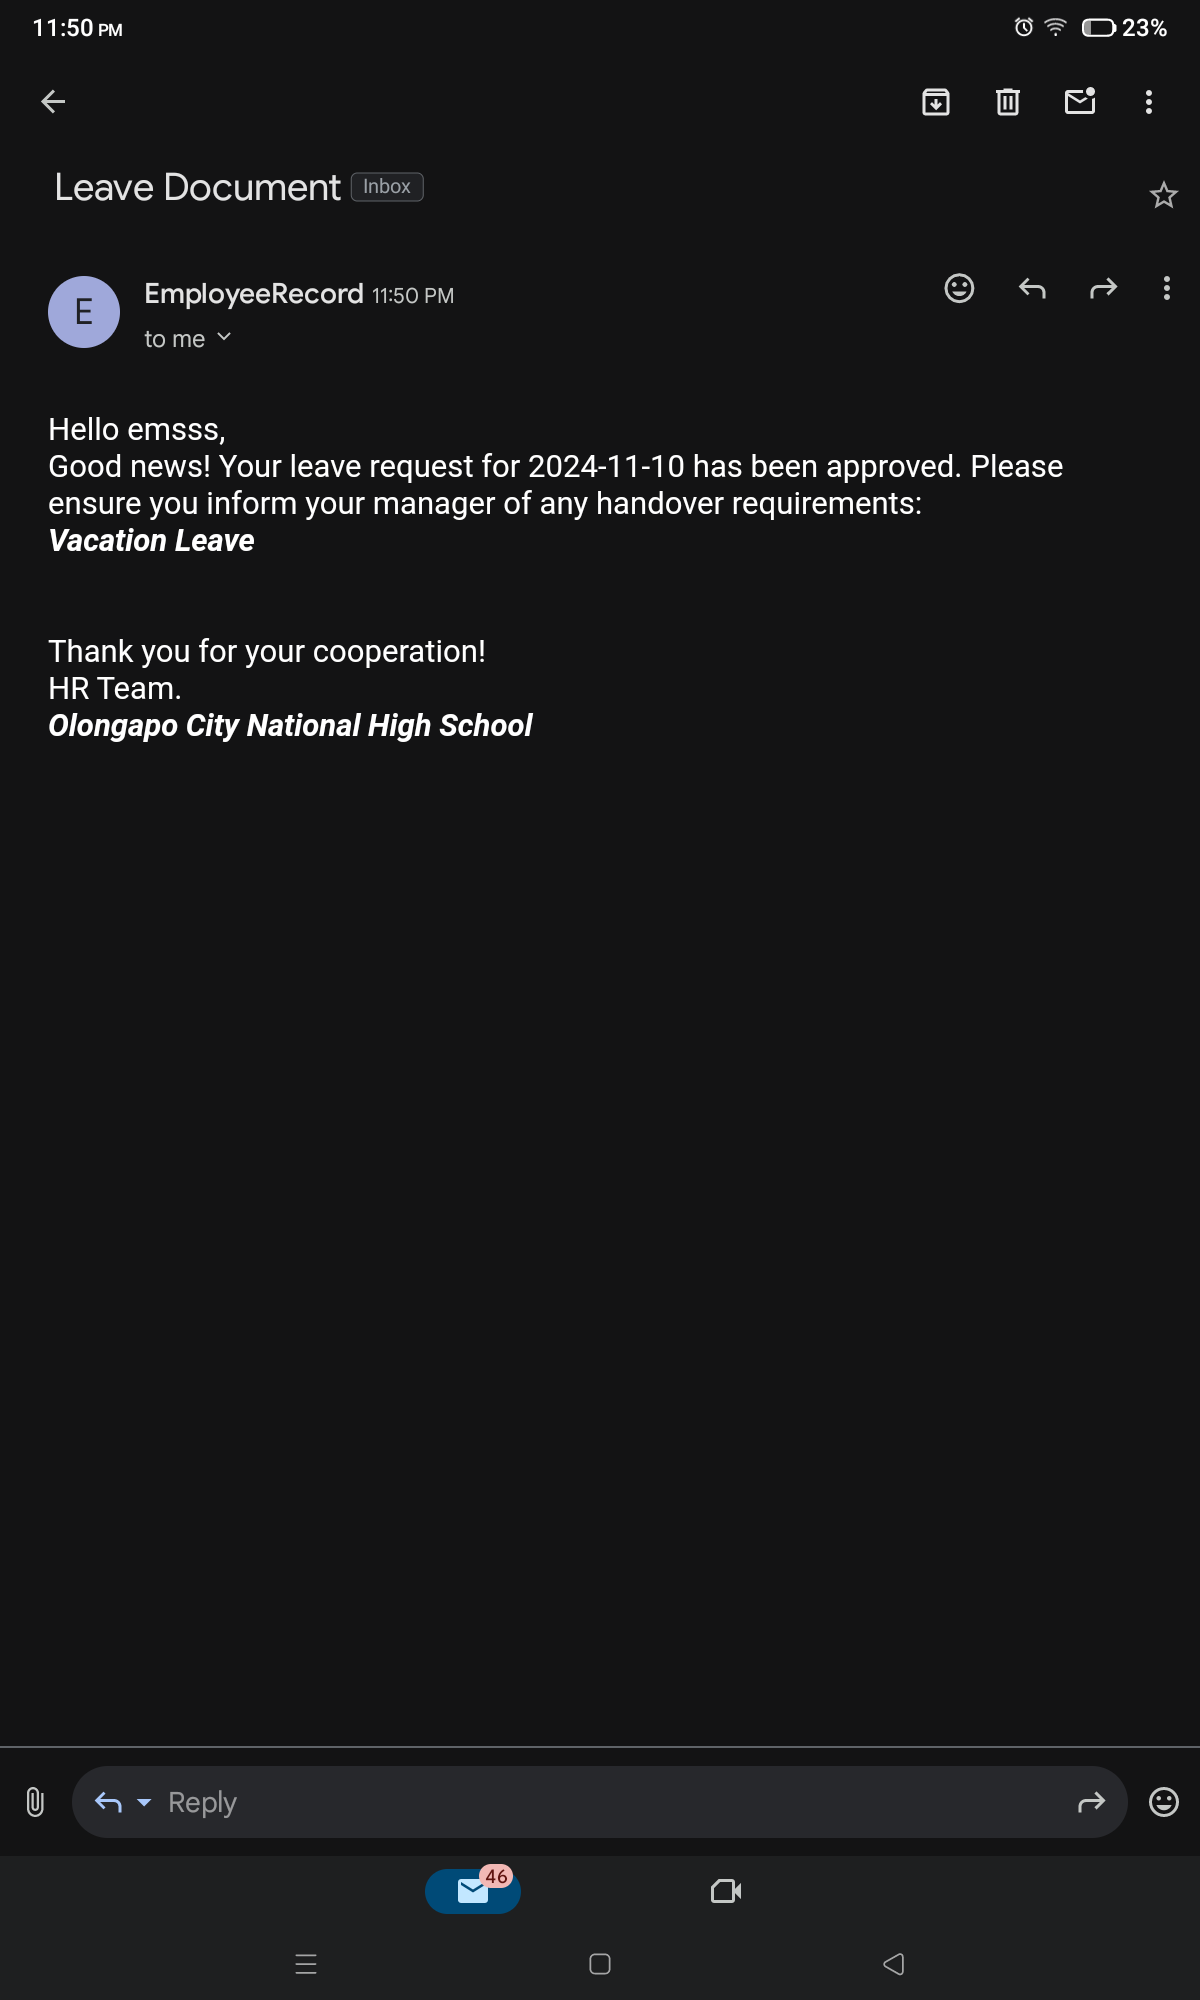 11:50 PM
23%
Leave Document Inbox
E
EmployeeRecord 11:50 PM
to me
Hello emsss,
Good news! Your leave request for 2024-11-10 has been approved. Please
ensure you inform your manager of any handover requirements:
Vacation Leave
Thank you for your cooperation!
HR Team.
Olongapo City National High School
Reply
46